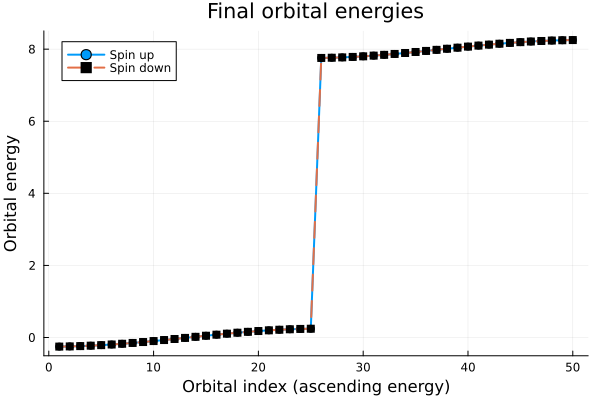 Final orbital energies
Spin up
Spin down
Orbital energy
8
6
4
2
0
0 10 20 30 40 50
Orbital index (ascending energy)